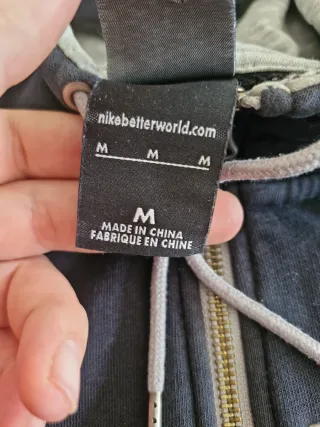 nikebetterworld.com
M M M
M
MADE IN CHINA
FABRIQUE EN CHINE